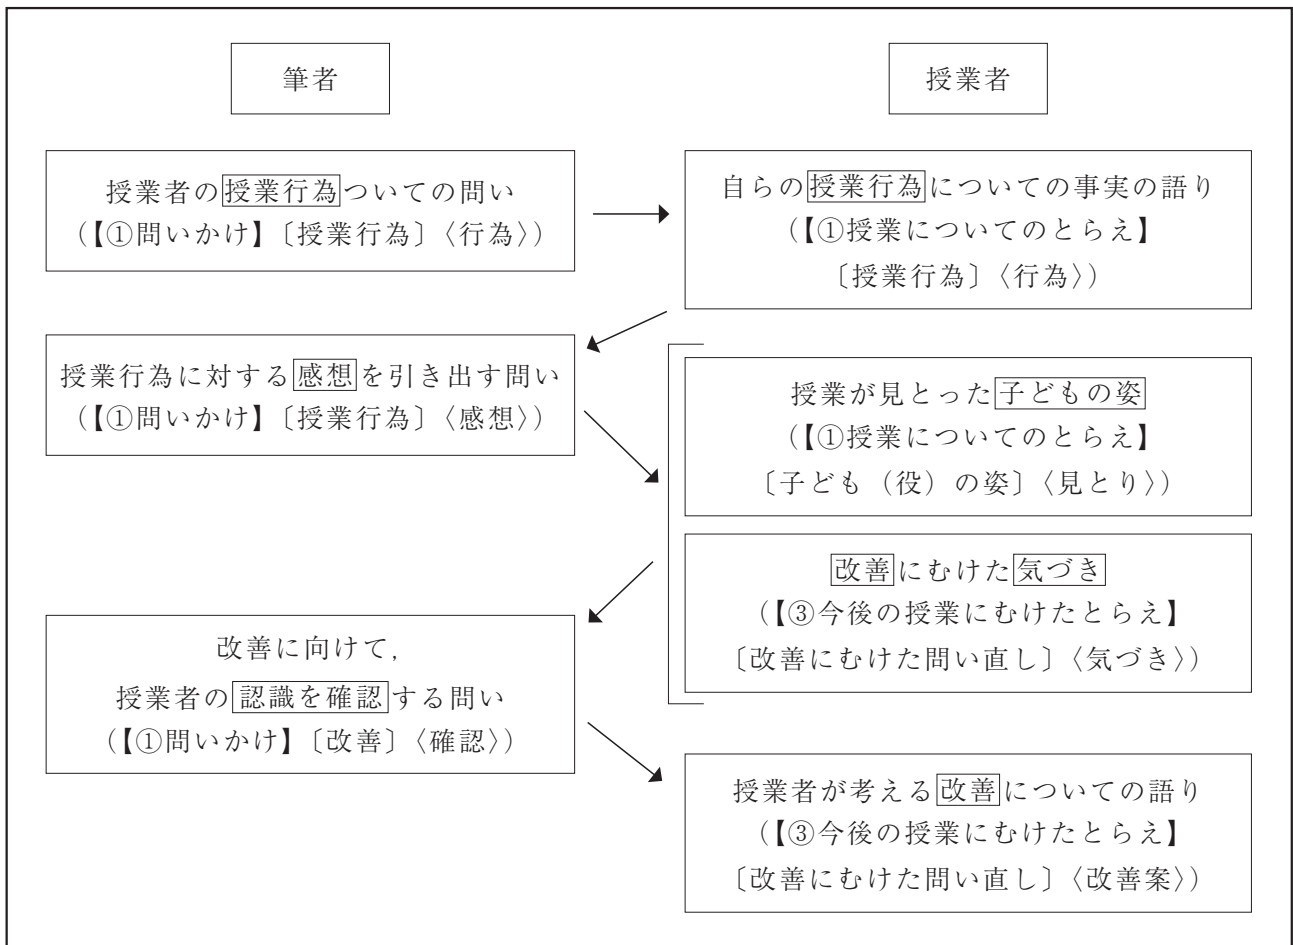 筆者
授業者
授業者の授業行為ついての問い
(【①問いかけ】〔授業行為〕〈行為〉)
自らの授業行為についての事実の語り
(【①授業についてのとらえ】
〔授業行為〕〈行為〉)
授業行為に対する感想を引き出す問い
(【①問いかけ】〔授業行為〕〈感想〉)
授業が見とった子どもの姿
(【①授業についてのとらえ】
〔子ども（役）の姿〕〈見とり〉)
改善にむけた気づき
(【③今後の授業にむけたとらえ】
〔改善にむけた問い直し〕〈気づき〉)
改善に向けて，
授業者の認識を確認する問い
(【①問いかけ】〔改善〕〈確認〉)
授業者が考える改善についての語り
(【③今後の授業にむけたとらえ】
〔改善にむけた問い直し〕〈改善案〉)